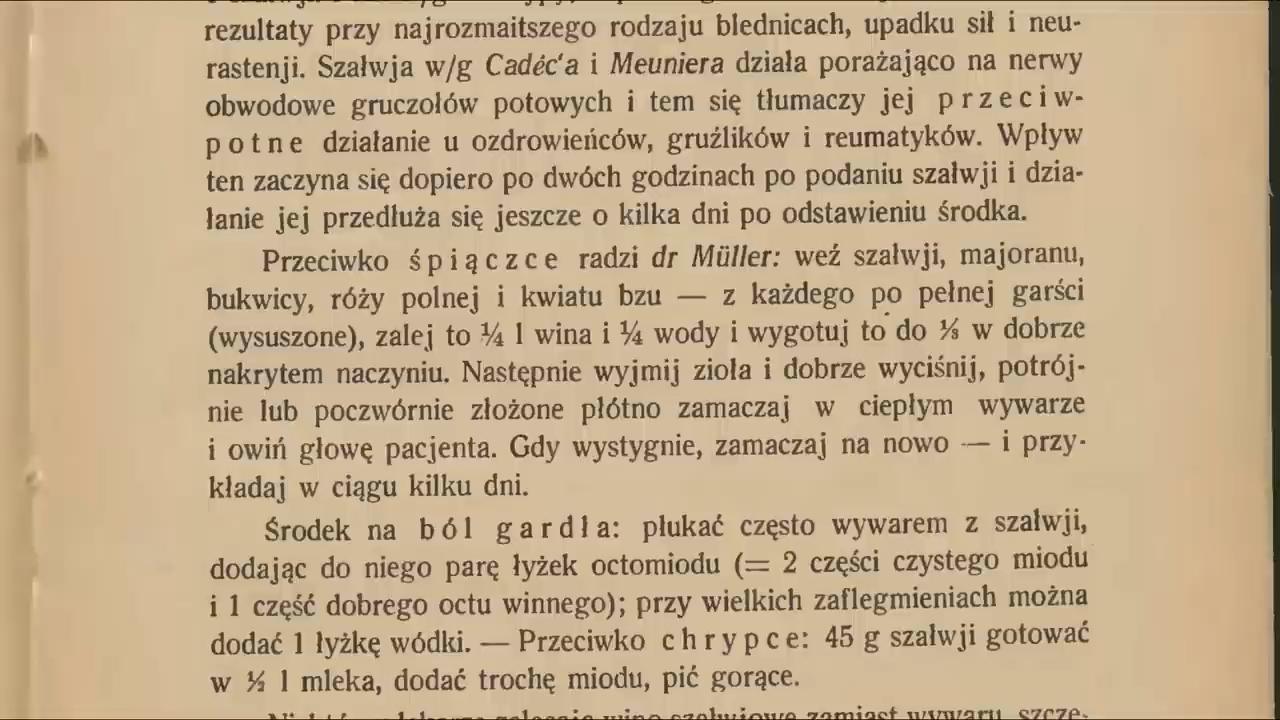 rezultaty przy najrozmaitszego rodzaju blednicach, upadku sił i neu-
rastenji. Szałwja w/g Cadéc'a i Meuniera działa porażająco na nerwy
obwodowe gruczołów potowych i tem się tłumaczy jej przeciw-
potne działanie u ozdrowieńców, gruźlików i reumatyków. Wpływ
ten zaczyna się dopiero po dwóch godzinach po podaniu szałwji i dzia-
łanie jej przedłuża się jeszcze o kilka dni po odstawieniu środka.
Przeciwko śpiączce radzi dr Müller: weź szałwji, majoranu,
bukwicy, róży polnej i kwiatu bzu — z każdego po pełnej garści
(wysuszone), zalej to ¼ l wina i ¼ wody i wygotuj to do ⅓ w dobrze
nakrytem naczyniu. Następnie wyjmij zioła i dobrze wyciśnij, potrój-
nie lub poczwórnie złożone płótno zamaczaj w ciepłym wywarze
i owiń głowę pacjenta. Gdy wystygnie, zamaczaj na nowo — i przy-
kładaj w ciągu kilku dni.
Środek na ból gardła: płukać często wywarem z szałwji,
dodając do niego parę łyżek octomiodu (= 2 części czystego miodu
i 1 część dobrego octu winnego); przy wielkich zaflegmieniach można
dodać 1 łyżkę wódki. — Przeciwko chrypce: 45 g szałwji gotować
w ½ l mleka, dodać trochę miodu, pić gorące.
wino szałwjowe zamiast wywaru, szcze-